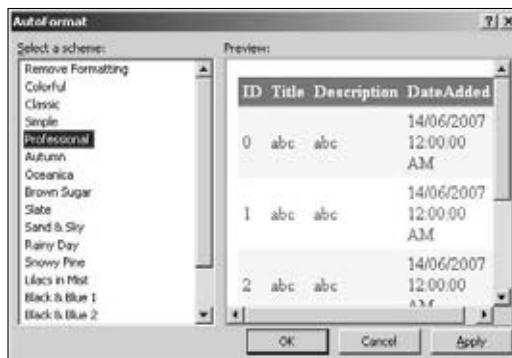 AutoFormat
Select a scheme:
Remove Formatting
Colorful
Classic
Simple
Professional
Autumn
Oceanica
Brown Sugar
Slate
Sand & Sky
Rainy Day
Snowy Pine
Lilacs in Mist
Black & Blue 1
Black & Blue 2
Preview:
ID Title Description DateAdded
0 abc abc 14/06/2007
12:00:00
AM
1 abc abc 14/06/2007
12:00:00
AM
2 abc abc 14/06/2007
12:00:00
AM
OK Cancel Apply